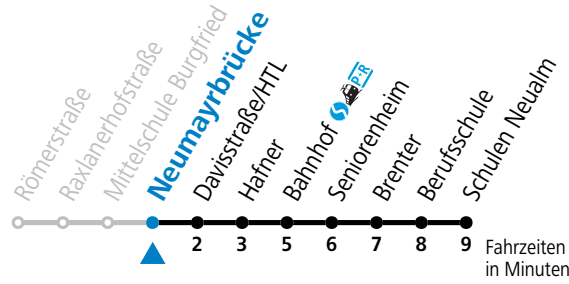 Römerstraße
Raxlanerhofstraße
Mittelschule Burgfried
Neumayrbrücke
Davisstraße/HTL
Hafner
Bahnhof P+R
Seniorenheim
Brenter
Berufsschule
Schulen Neualm
2 3 5 6 7 8 9 Fahrzeiten
in Minuten